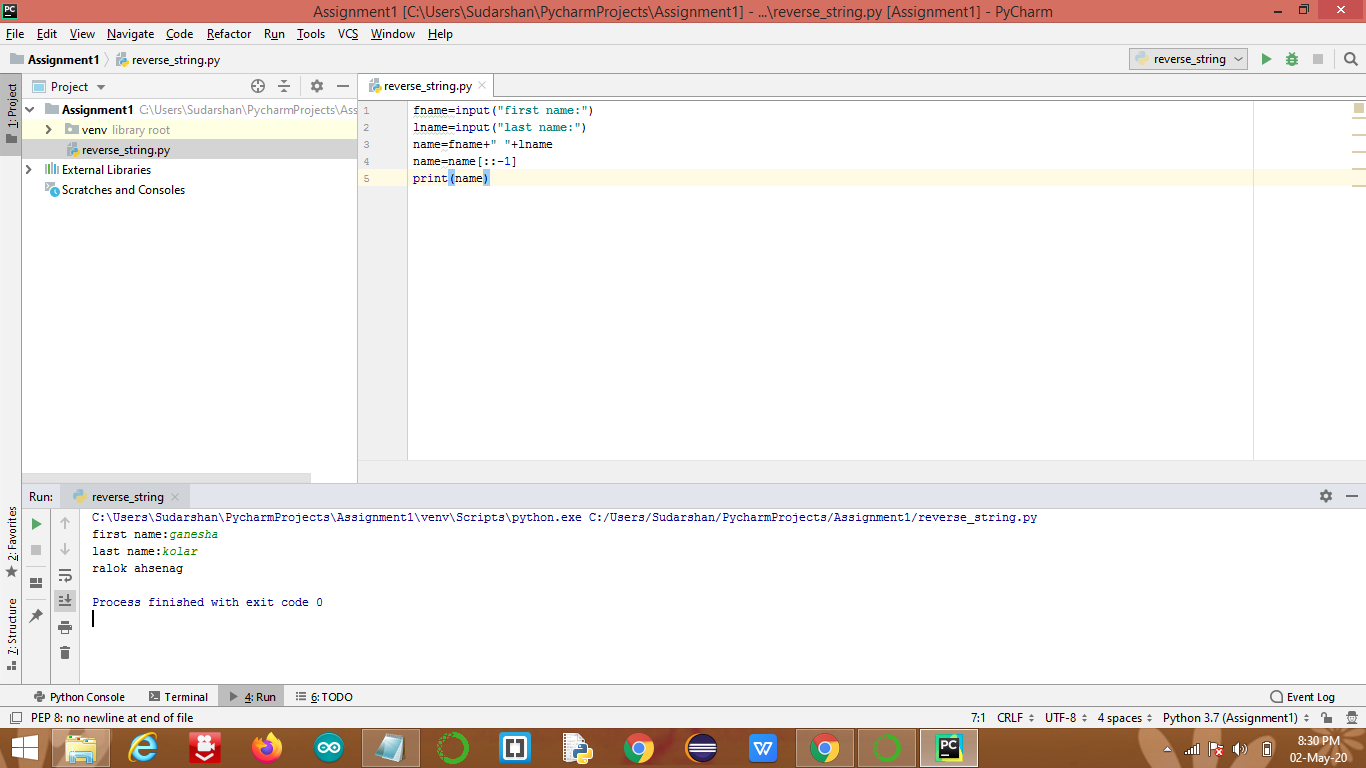 PC
Assignment1 [C:\Users\Sudarshan\PycharmProjects\Assignment1] - ...\reverse_string.py [Assignment1] - PyCharm
File Edit View Navigate Code Refactor Run Tools VCS Window Help
Assignment1 reverse_string.py reverse_string
1: Project
Project
reverse_string.py
Assignment1 C:\Users\Sudarshan\PycharmProjects\Ass
venv library root
reverse_string.py
External Libraries
Scratches and Consoles
1 fname=input("first name:")
2 lname=input("last name:")
3 name=fname+" "+lname
4 name=name[::-1]
5 print(name)
Run: reverse_string
2: Favorites
7: Structure
C:\Users\Sudarshan\PycharmProjects\Assignment1\venv\Scripts\python.exe C:/Users/Sudarshan/PycharmProjects/Assignment1/reverse_string.py
first name:ganesha
last name:kolar
ralok ahsenag
Process finished with exit code 0
Python Console Terminal 4: Run 6: TODO Event Log
PEP 8: no newline at end of file 7:1 CRLF UTF-8 4 spaces Python 3.7 (Assignment1)
W PC
8:30 PM
02-May-20